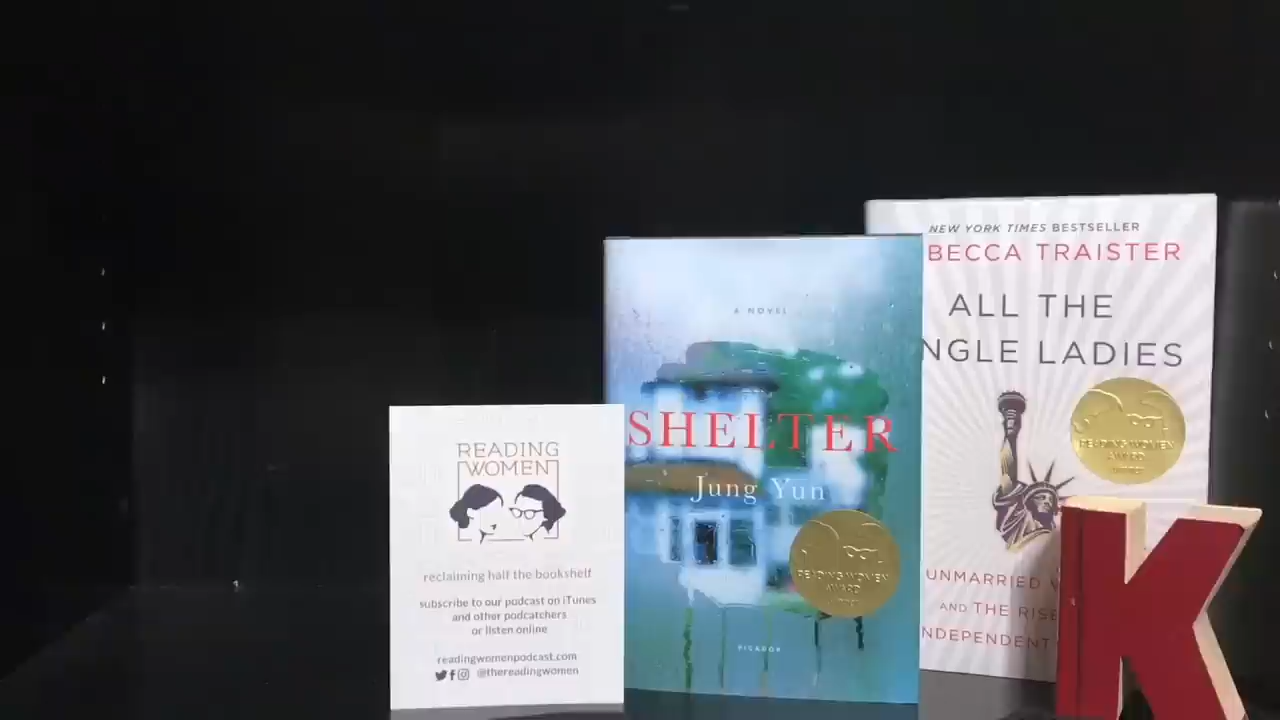 READING
WOMEN
reclaiming half the bookshelf
subscribe to our podcast on iTunes
and other podcatchers
or listen online
readingwomenpodcast.com
@thereadingwomen
A NOVEL
SHELTER
Jung Yun
READING WOMEN
AWARD
WINNER
PICADOR
NEW YORK TIMES BESTSELLER
BECCA TRAISTER
ALL THE
NGLE LADIES
READING WOMEN
AWARD
WINNER
UNMARRIED
AND THE RISE
NDEPENDENT
K